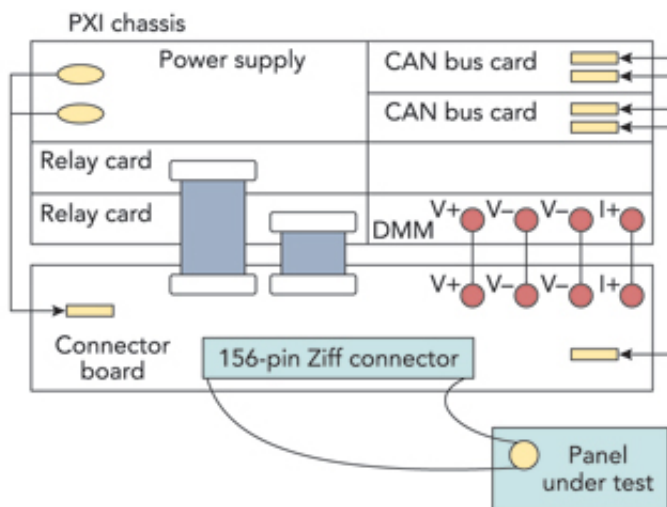 PXI chassis
Power supply
CAN bus card
CAN bus card
Relay card
Relay card
DMM
V+ V− V− I+
V+ V− V− I+
Connector
board
156-pin Ziff connector
Panel
under test